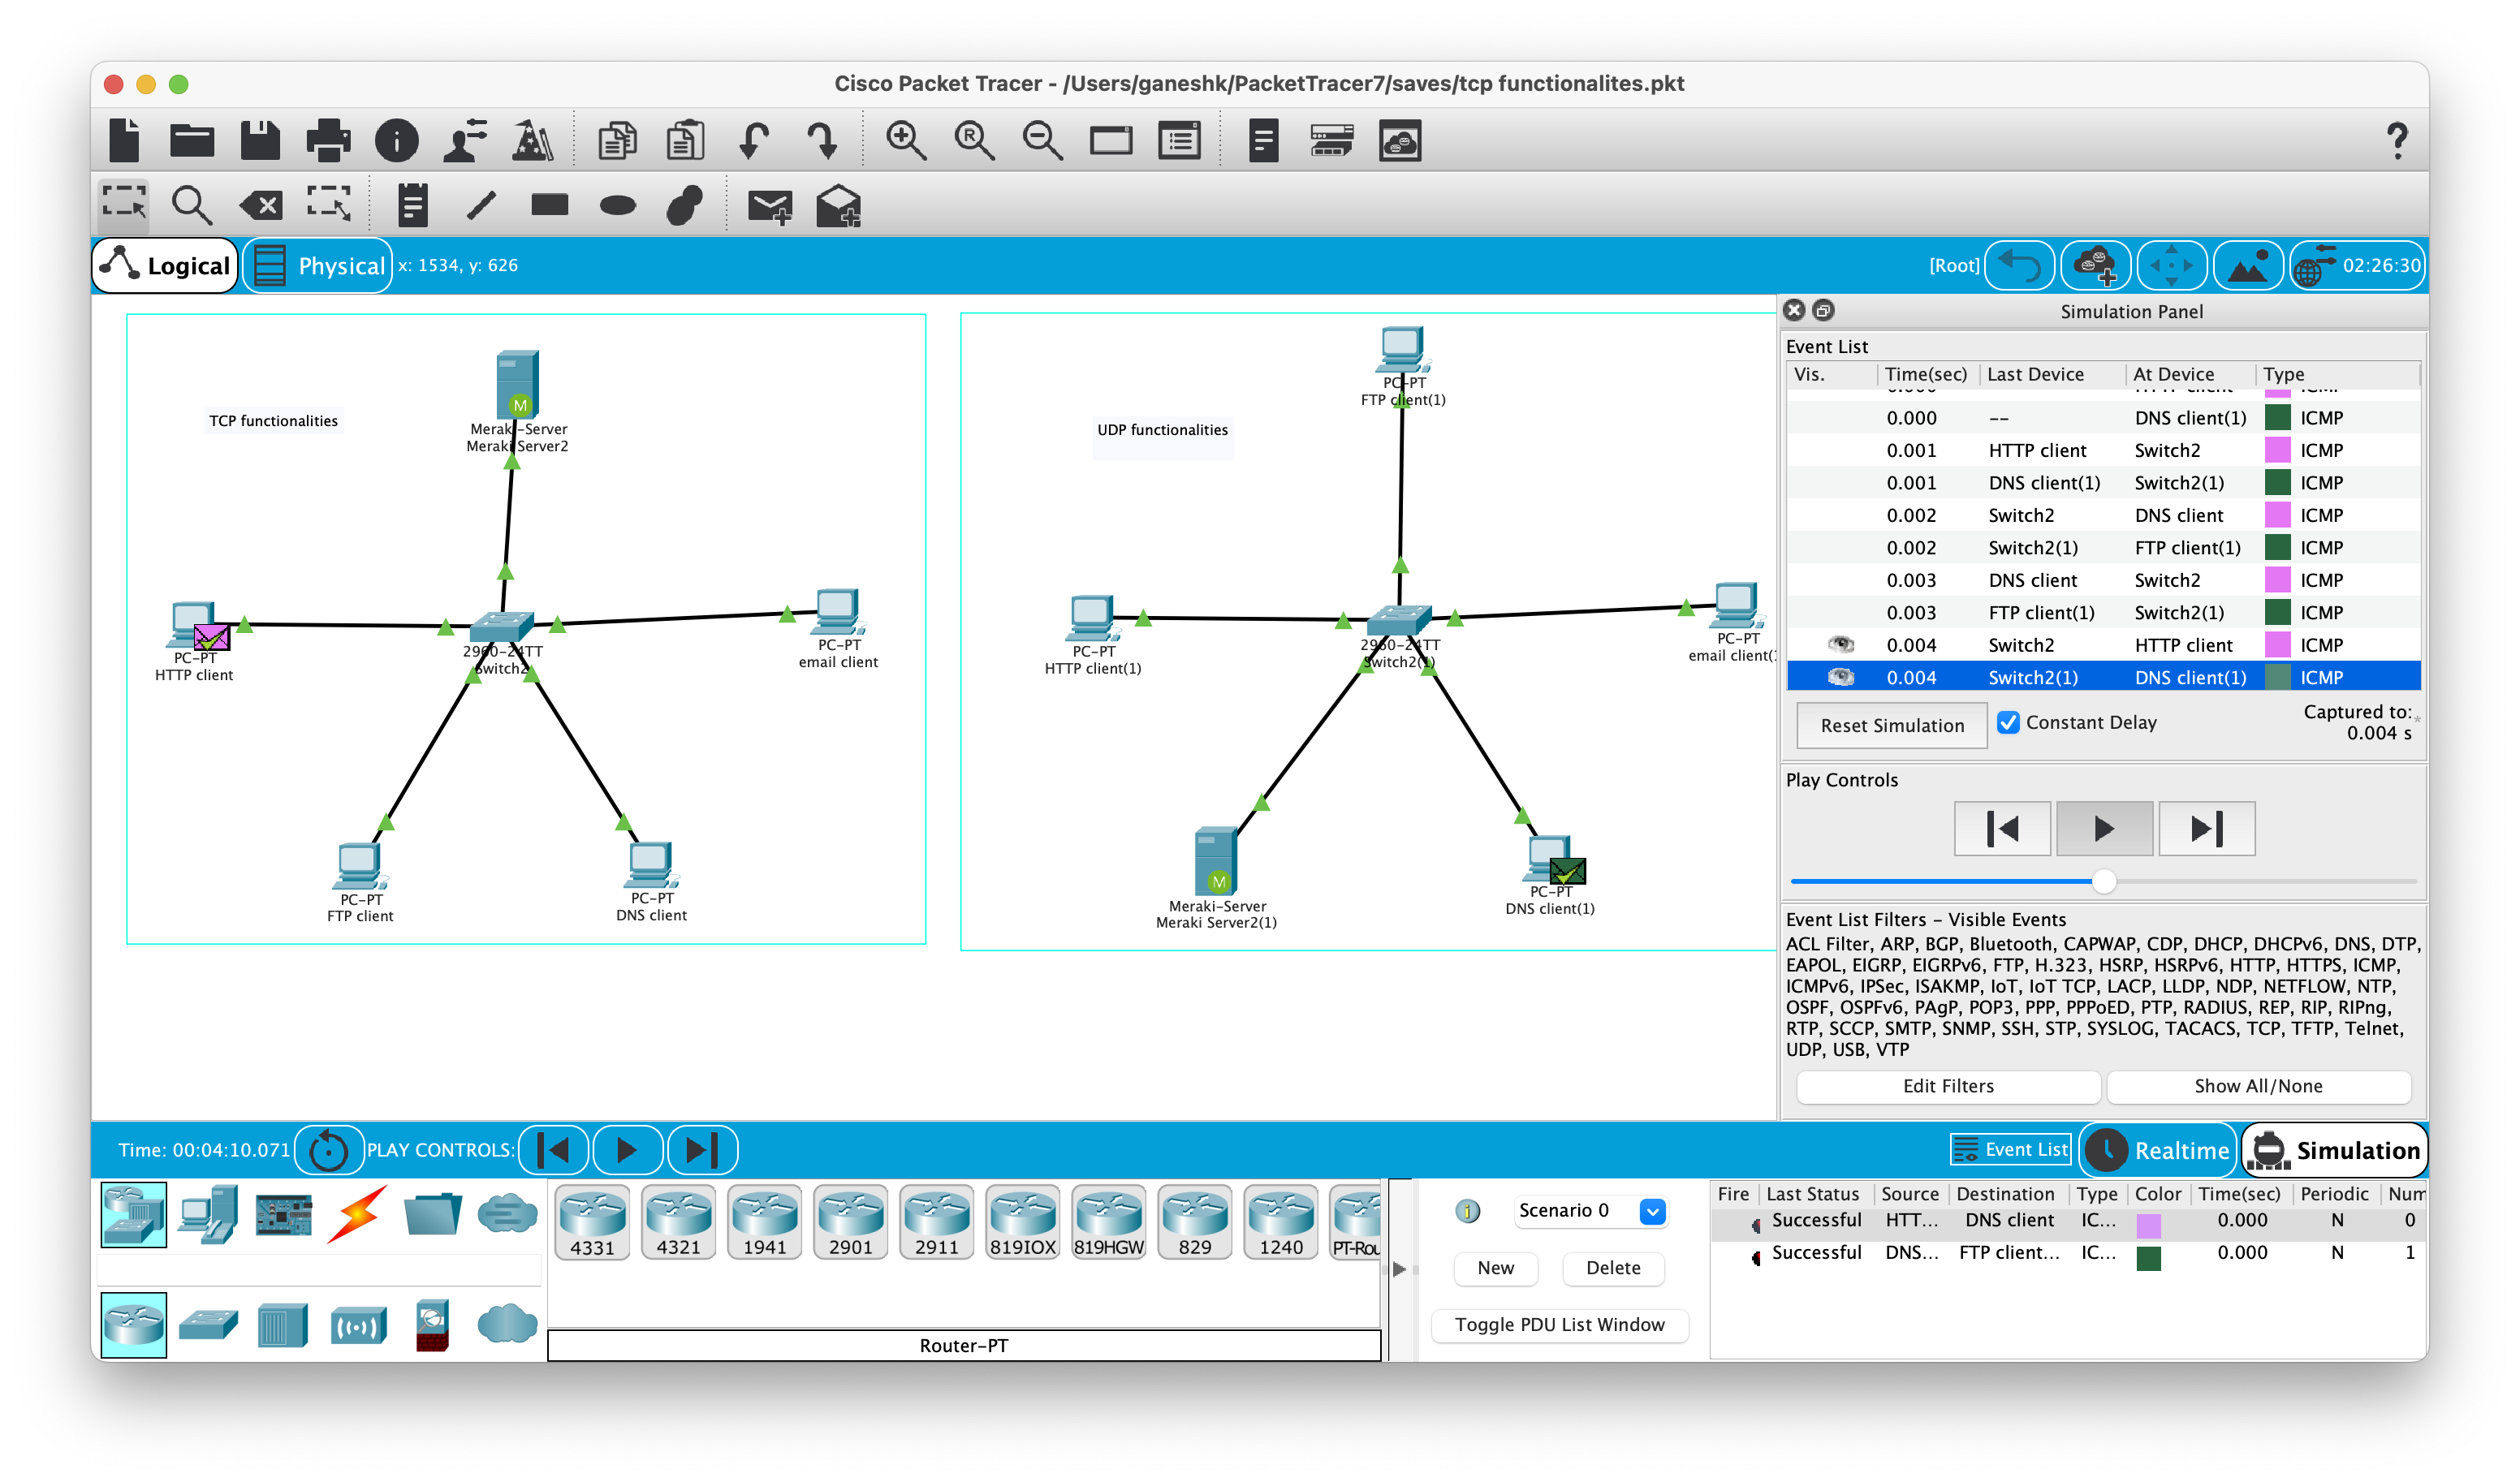 Cisco Packet Tracer - /Users/ganeshk/PacketTracer7/saves/tcp functionalites.pkt
Logical
Physical
x: 1534, y: 626
[Root]
02:26:30
TCP functionalities
Meraki-Server
Meraki Server2
PC-PT
HTTP client
2960-24TT
Switch2
PC-PT
email client
PC-PT
FTP client
PC-PT
DNS client
UDP functionalities
PC-PT
FTP client(1)
PC-PT
HTTP client(1)
2960-24TT
Switch2(1)
PC-PT
email client(
Meraki-Server
Meraki Server2(1)
PC-PT
DNS client(1)
Simulation Panel
Event List
Vis. Time(sec) Last Device At Device Type
0.000 -- DNS client(1) ICMP
0.001 HTTP client Switch2 ICMP
0.001 DNS client(1) Switch2(1) ICMP
0.002 Switch2 DNS client ICMP
0.002 Switch2(1) FTP client(1) ICMP
0.003 DNS client Switch2 ICMP
0.003 FTP client(1) Switch2(1) ICMP
0.004 Switch2 HTTP client ICMP
0.004 Switch2(1) DNS client(1) ICMP
Reset Simulation
Constant Delay
Captured to:*
0.004 s
Play Controls
Event List Filters - Visible Events
ACL Filter, ARP, BGP, Bluetooth, CAPWAP, CDP, DHCP, DHCPv6, DNS, DTP,
EAPOL, EIGRP, EIGRPv6, FTP, H.323, HSRP, HSRPv6, HTTP, HTTPS, ICMP,
ICMPv6, IPSec, ISAKMP, IoT, IoT TCP, LACP, LLDP, NDP, NETFLOW, NTP,
OSPF, OSPFv6, PAgP, POP3, PPP, PPPoED, PTP, RADIUS, REP, RIP, RIPng,
RTP, SCCP, SMTP, SNMP, SSH, STP, SYSLOG, TACACS, TCP, TFTP, Telnet,
UDP, USB, VTP
Edit Filters
Show All/None
Time: 00:04:10.071
PLAY CONTROLS:
Event List
Realtime
Simulation
4331 4321 1941 2901 2911 819IOX 819HGW 829 1240 PT-Rou
Router-PT
Scenario 0
New
Delete
Toggle PDU List Window
Fire Last Status Source Destination Type Color Time(sec) Periodic Num
Successful HTT... DNS client IC... 0.000 N 0
Successful DNS... FTP client... IC... 0.000 N 1